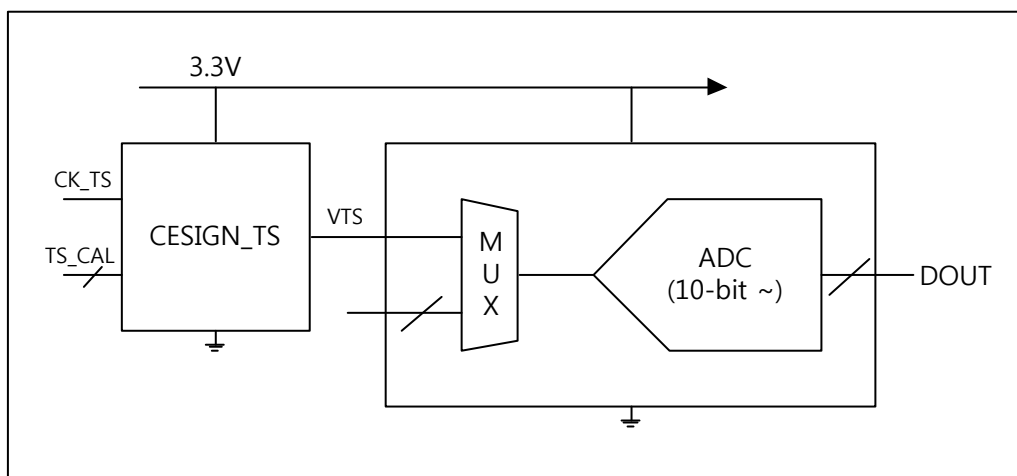 3.3V
CK_TS
TS_CAL
CESIGN_TS
VTS
M
U
X
ADC
(10-bit ~)
DOUT